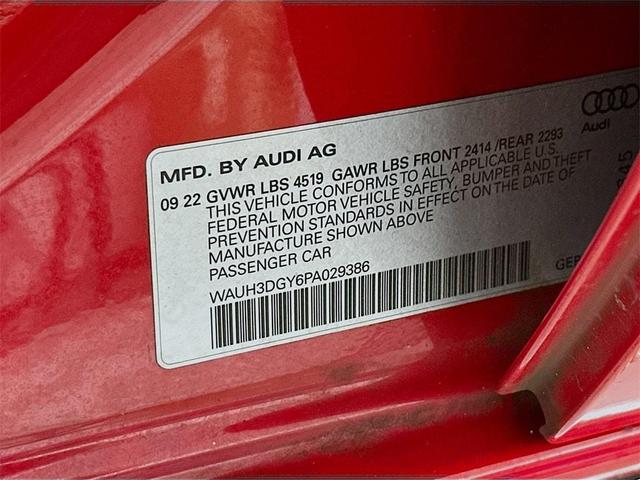 Audi
MFD. BY AUDI AG
09 22 GVWR LBS 4519 GAWR LBS FRONT 2414 /REAR 2293
THIS VEHICLE CONFORMS TO ALL APPLICABLE U.S.
FEDERAL MOTOR VEHICLE SAFETY, BUMPER AND THEFT
PREVENTION STANDARDS IN EFFECT ON THE DATE OF
MANUFACTURE SHOWN ABOVE
PASSENGER CAR
WAUH3DGY6PA029386